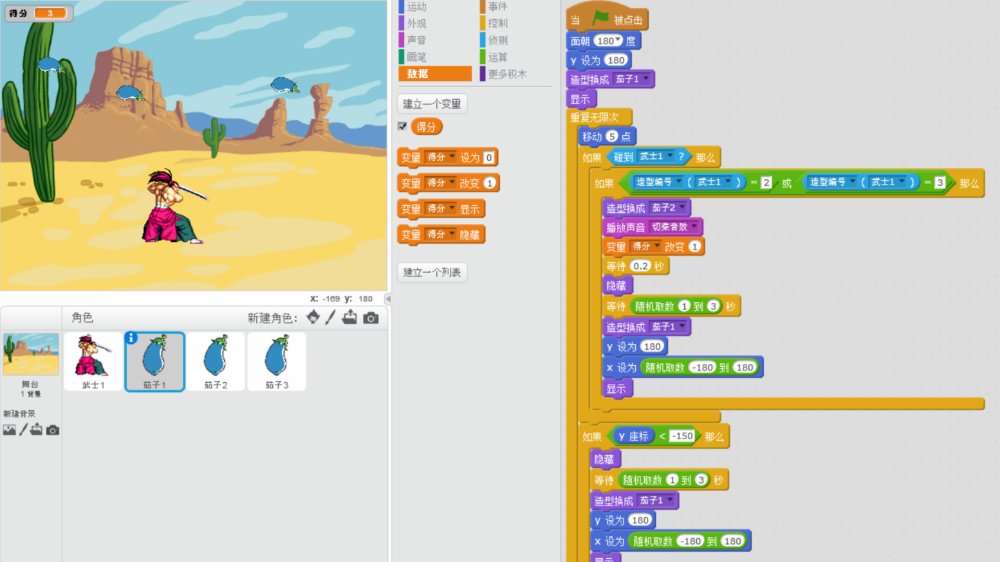 得分 3
x: -169 y: 180
角色
新建角色:
舞台
1 背景
新建背景
武士1
茄子1
茄子2
茄子3
运动
事件
外观
控制
声音
侦测
画笔
运算
数据
更多积木
建立一个变量
得分
变量 得分 设为 0
变量 得分 改变 1
变量 得分 显示
变量 得分 隐藏
建立一个列表
当 被点击
面朝 180 度
y 设为 180
造型换成 茄子1
显示
重复无限次
移动 5 点
如果 碰到 武士1 ? 那么
如果 造型编号 ( 武士1 ) = 2 或 造型编号 ( 武士1 ) = 3 那么
造型换成 茄子2
播放声音 切菜音效
变量 得分 改变 1
等待 0.2 秒
隐藏
等待 随机取数 1 到 3 秒
造型换成 茄子1
y 设为 180
x 设为 随机取数 -180 到 180
显示
如果 y 座标 < -150 那么
隐藏
等待 随机取数 1 到 3 秒
造型换成 茄子1
y 设为 180
x 设为 随机取数 -180 到 180